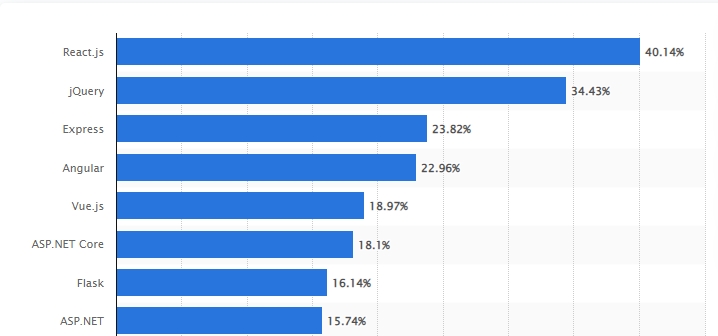 React.js 40.14%
jQuery 34.43%
Express 23.82%
Angular 22.96%
Vue.js 18.97%
ASP.NET Core 18.1%
Flask 16.14%
ASP.NET 15.74%